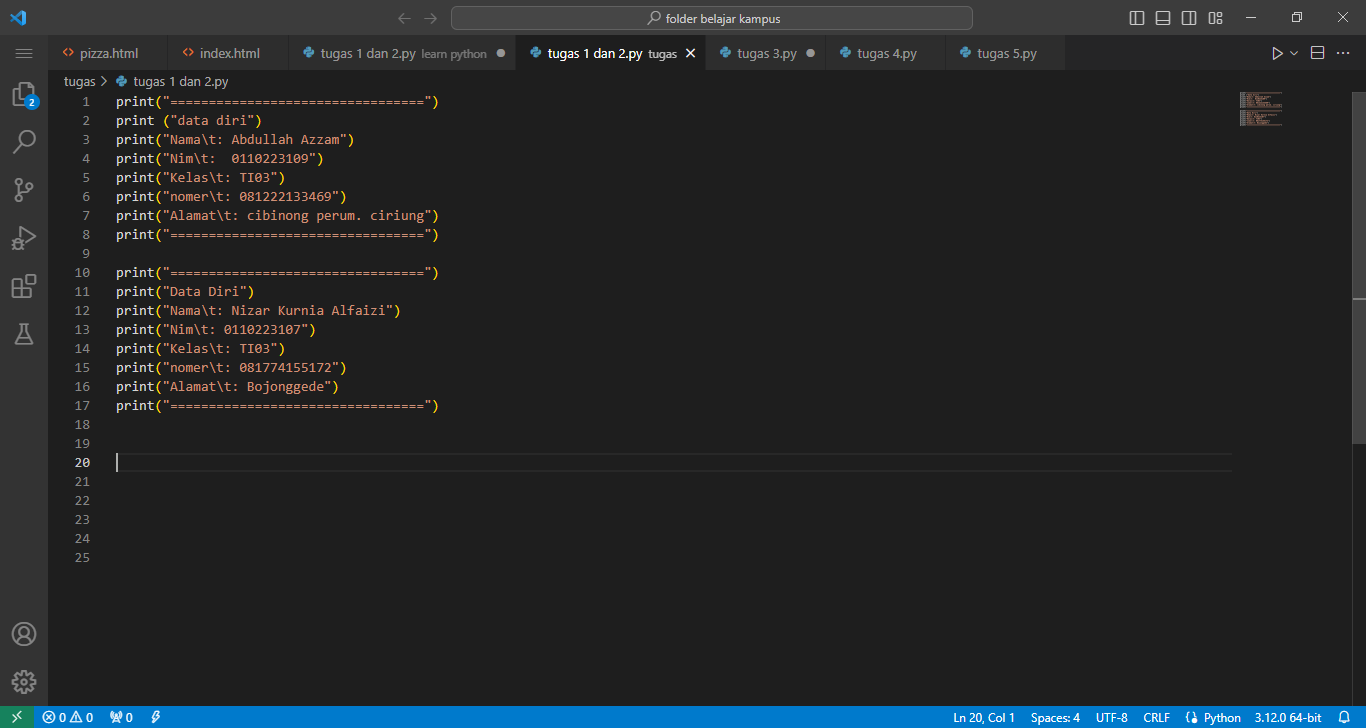 folder belajar kampus
pizza.html index.html tugas 1 dan 2.py learn python tugas 1 dan 2.py tugas tugas 3.py tugas 4.py tugas 5.py
tugas > tugas 1 dan 2.py
2
1 print("=================================")
2 print ("data diri")
3 print("Nama\t: Abdullah Azzam")
4 print("Nim\t:  0110223109")
5 print("Kelas\t: TI03")
6 print("nomer\t: 081222133469")
7 print("Alamat\t: cibinong perum. ciriung")
8 print("=================================")
9
10 print("=================================")
11 print("Data Diri")
12 print("Nama\t: Nizar Kurnia Alfaizi")
13 print("Nim\t: 0110223107")
14 print("Kelas\t: TI03")
15 print("nomer\t: 081774155172")
16 print("Alamat\t: Bojonggede")
17 print("=================================")
18
19
20
21
22
23
24
25
0 0 0 Ln 20, Col 1 Spaces: 4 UTF-8 CRLF Python 3.12.0 64-bit